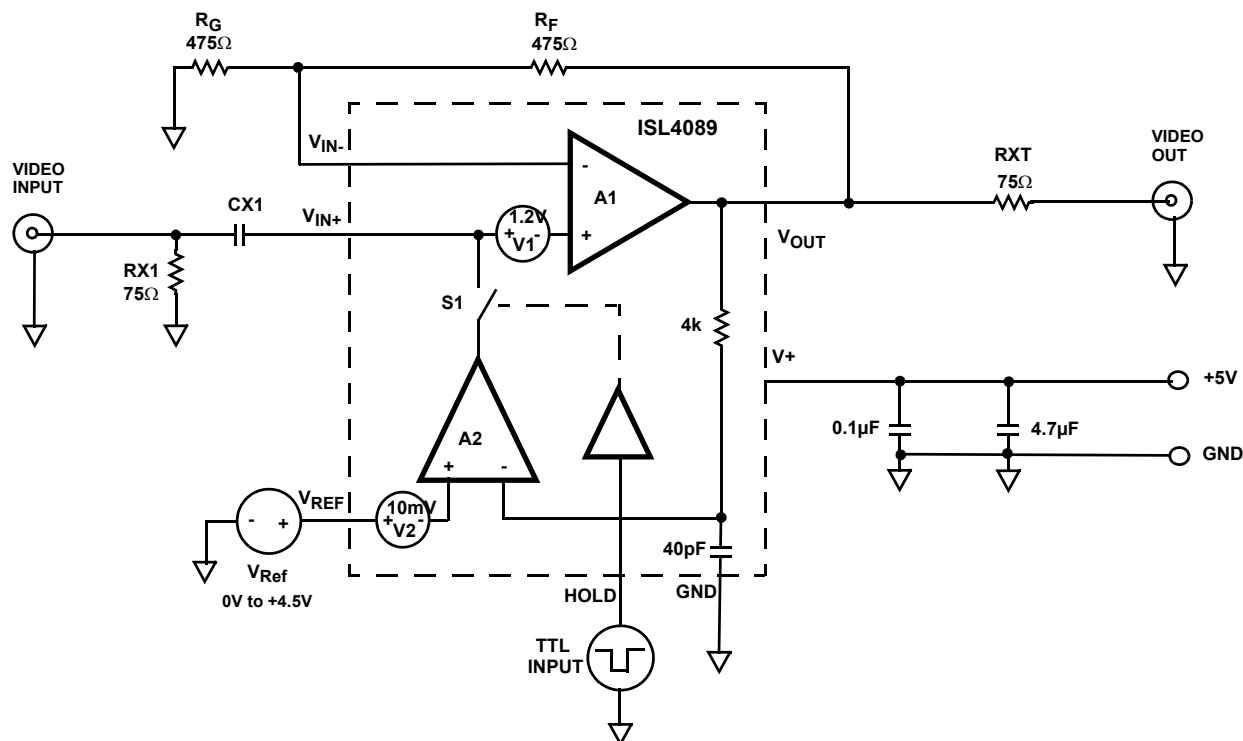 RG
475Ω
RF
475Ω
ISL4089
VIN-
VIDEO
INPUT
VIDEO
OUT
RXT
75Ω
CX1
VIN+
-
A1
1.2V
+ -
V1
+
VOUT
RX1
75Ω
S1
4k
V+
+5V
0.1µF
4.7µF
GND
A2
+ -
VREF
10mV
+ -
V2
- +
VRef
0V to +4.5V
40pF
HOLD
GND
TTL
INPUT